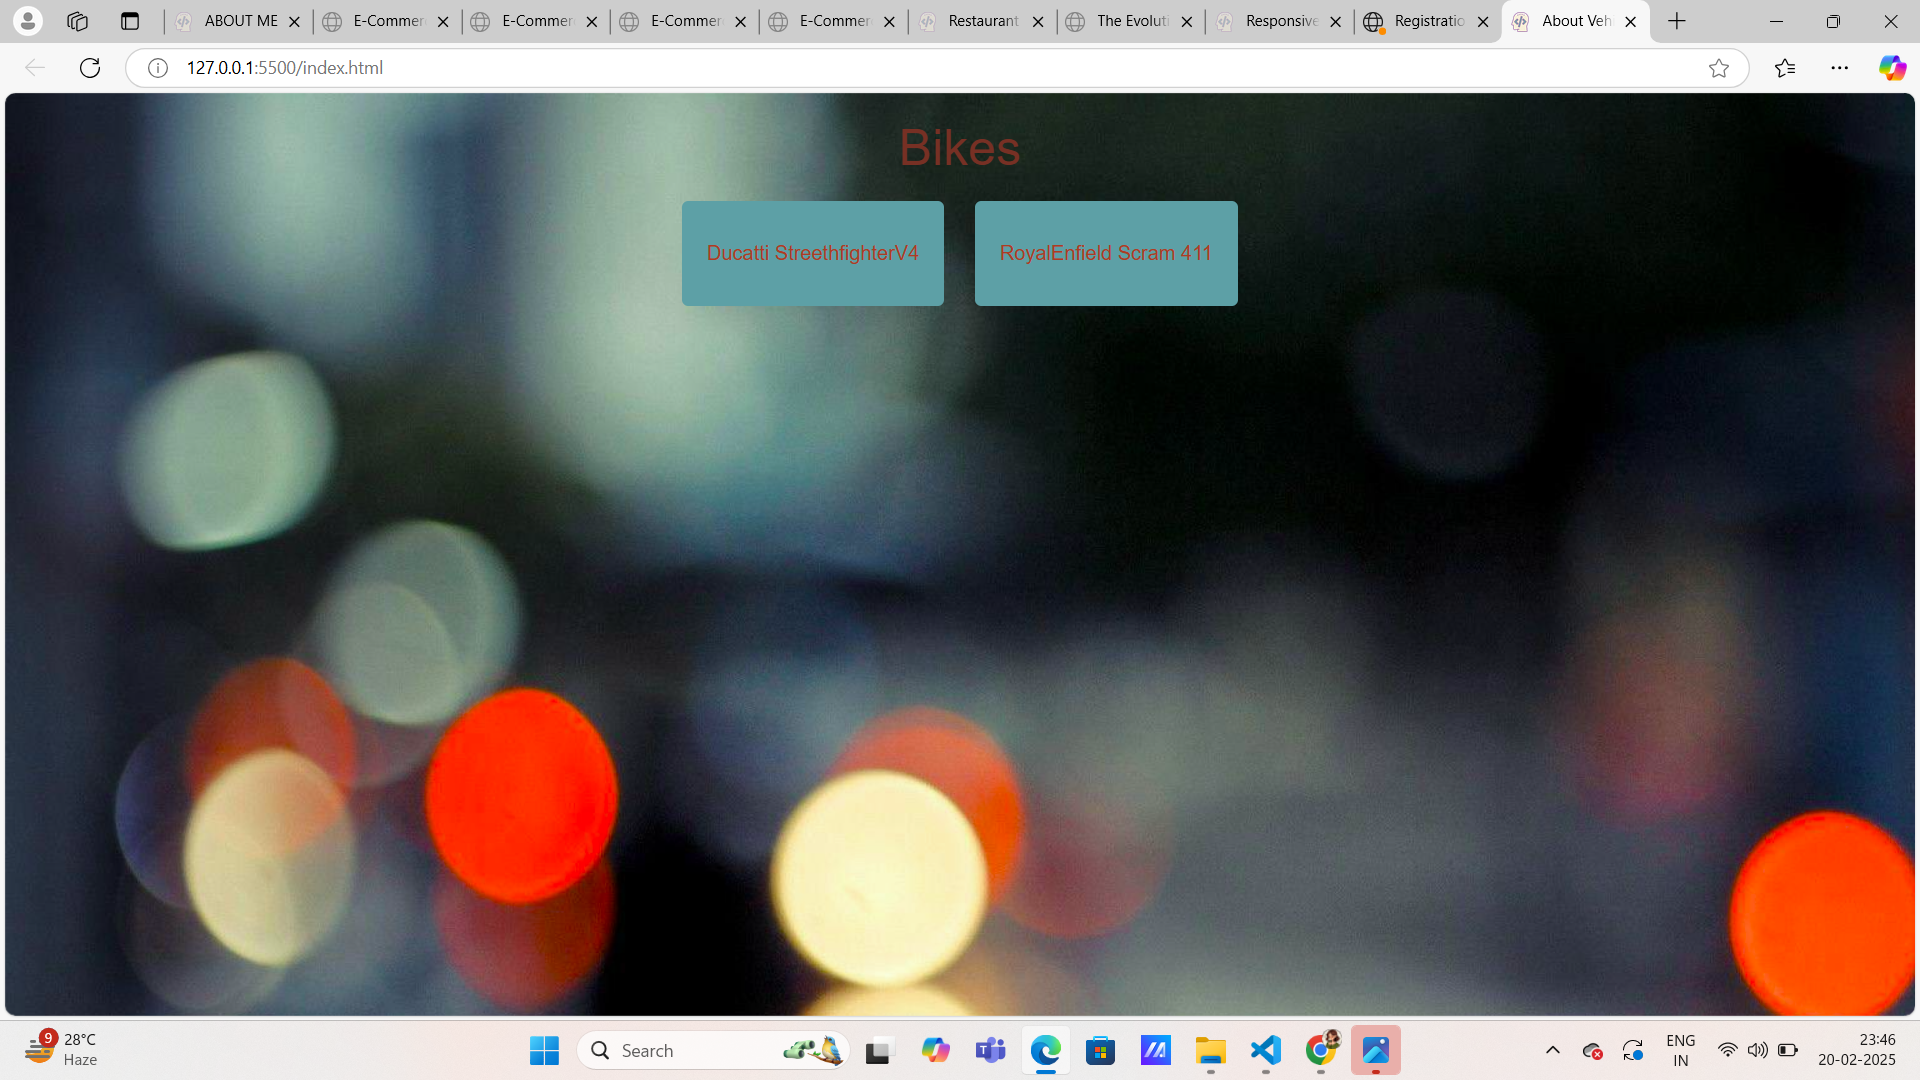 ABOUT ME
E-Commer
E-Commer
E-Commer
E-Commer
Restaurant
The Evoluti
Responsive
Registratio
About Veh
127.0.0.1:5500/index.html
Bikes
Ducatti StreethfighterV4
RoyalEnfield Scram 411
9
28°C
Haze
Search
ENG
IN
23:46
20-02-2025